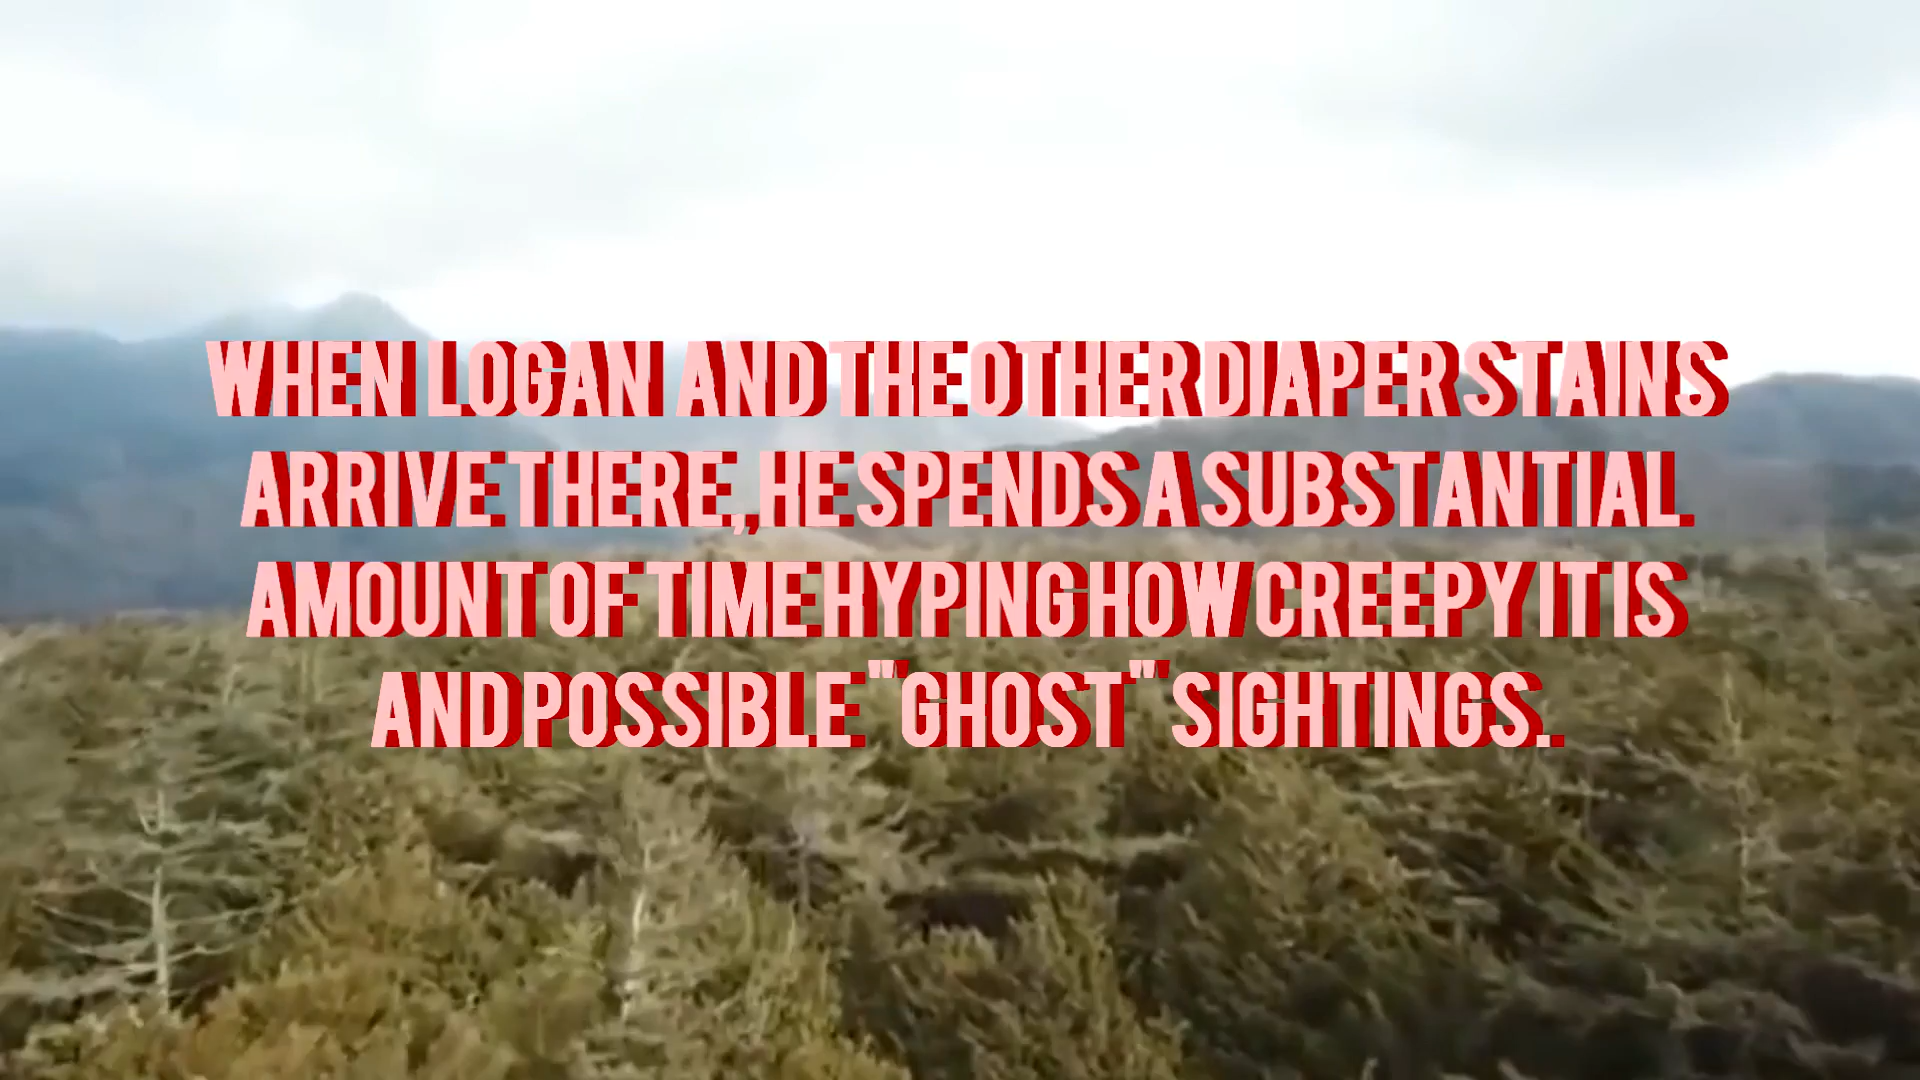 WHEN LOGAN AND THE OTHER DIAPER STAINS
ARRIVE THERE, HE SPENDS A SUBSTANTIAL
AMOUNT OF TIME HYPING HOW CREEPY IT IS
AND POSSIBLE "GHOST" SIGHTINGS.